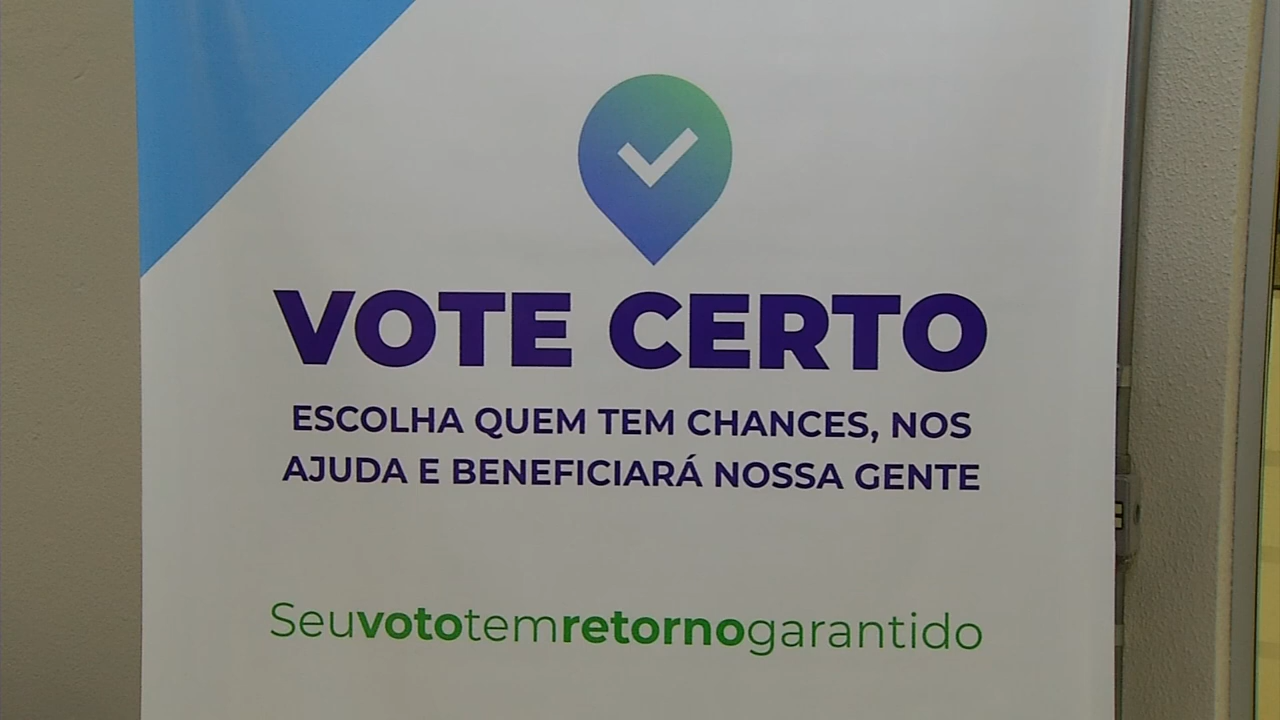 VOTE CERTO
ESCOLHA QUEM TEM CHANCES, NOS
AJUDA E BENEFICIARÁ NOSSA GENTE
Seuvototemretornogarantido